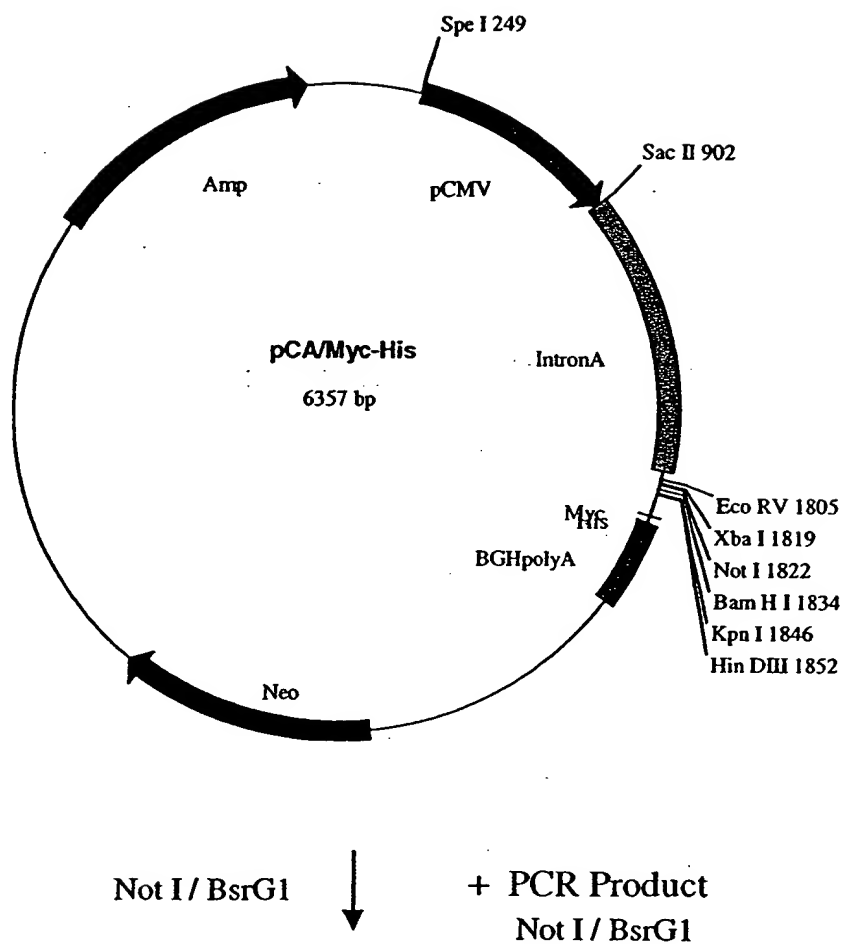 Spe I 249
Sac II 902
Amp
pCMV
pCA/Myc-His
6357 bp
IntronA
Eco RV 1805
Myc
His
Xba I 1819
BGHpolyA
Not I 1822
Bam H I 1834
Kpn I 1846
Hin DIII 1852
Neo
Not I / BsrG1
+ PCR Product
Not I / BsrG1